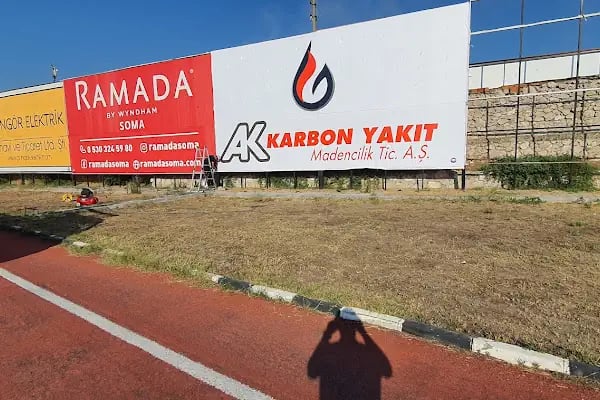 NGÖR ELEKTRİK
RAMADA
BY WYNDHAM
SOMA
0 530 324 59 80
ramadasoma
ramadasoma
ramadasoma.com
AK KARBON YAKIT
Madencilik Tic. A.Ş.